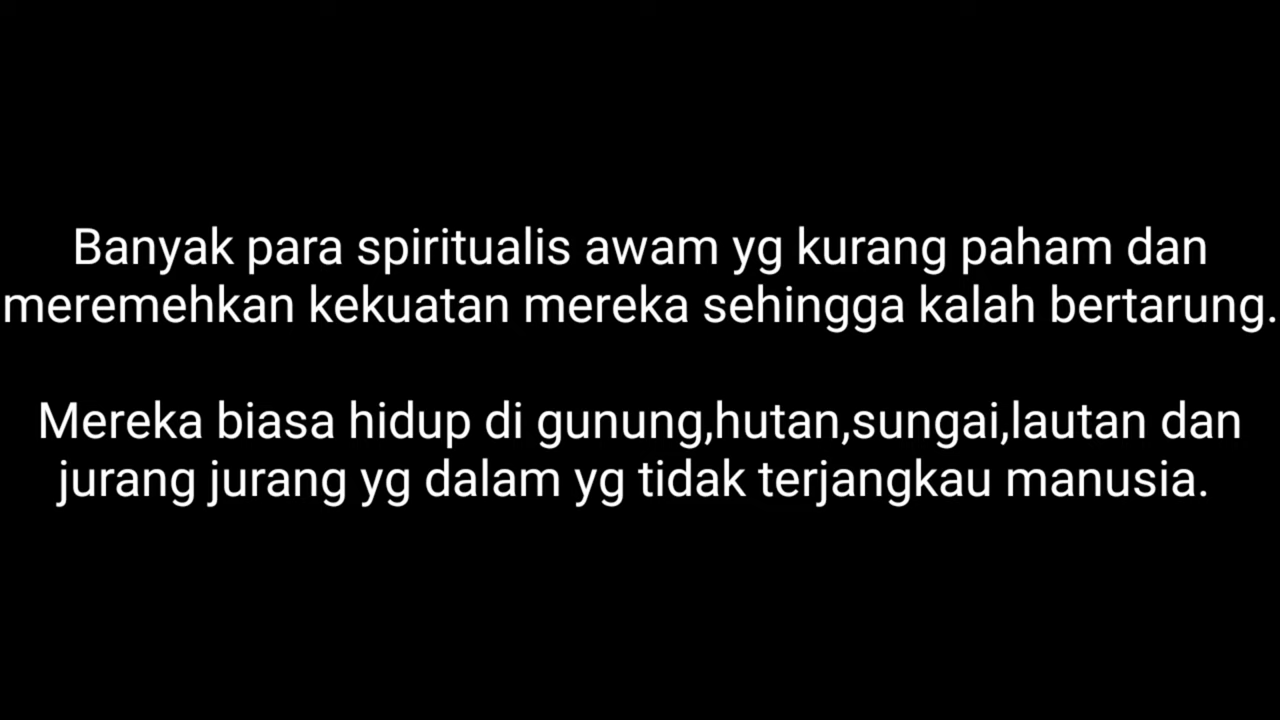 Banyak para spiritualis awam yg kurang paham dan
meremehkan kekuatan mereka sehingga kalah bertarung.
Mereka biasa hidup di gunung,hutan,sungai,lautan dan
jurang jurang yg dalam yg tidak terjangkau manusia.